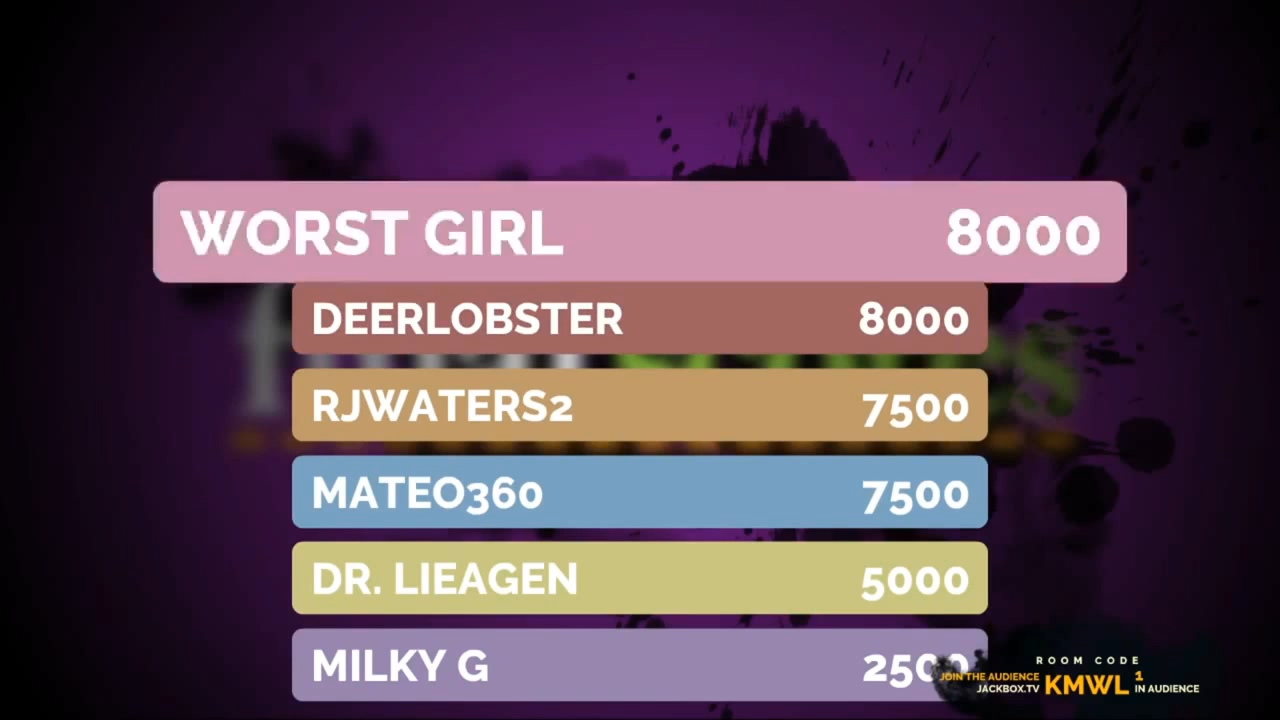 WORST GIRL 8000
DEERLOBSTER 8000
RJWATERS2 7500
MATEO360 7500
DR. LIEAGEN 5000
MILKY G 2500
ROOM CODE
JOIN THE AUDIENCE
JACKBOX.TV
KMWL
1
IN AUDIENCE